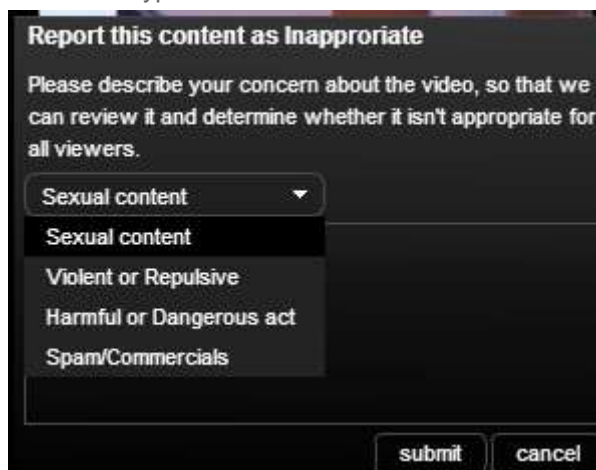 Report this content as Inapproriate
Please describe your concern about the video, so that we
can review it and determine whether it isn't appropriate for
all viewers.
Sexual content
Sexual content
Violent or Repulsive
Harmful or Dangerous act
Spam/Commercials
submit cancel